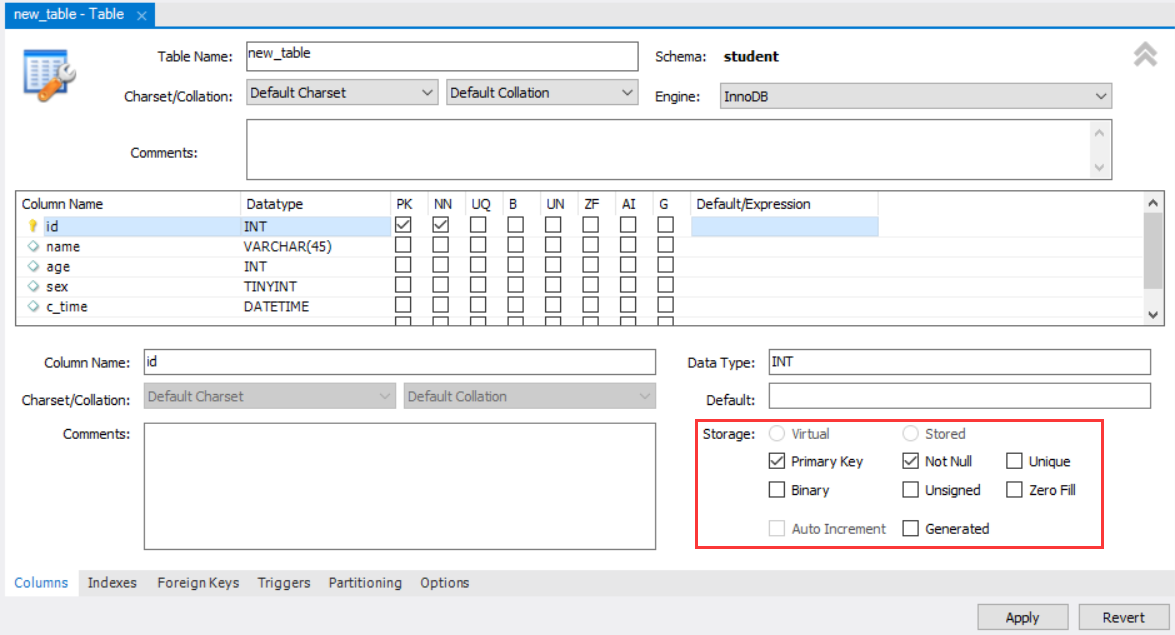 new_table - Table
Table Name: new_table Schema: student
Charset/Collation: Default Charset Default Collation Engine: InnoDB
Comments:
Column Name Datatype PK NN UQ B UN ZF AI G Default/Expression
id INT
name VARCHAR(45)
age INT
sex TINYINT
c_time DATETIME
Column Name: id Data Type: INT
Charset/Collation: Default Charset Default Collation Default:
Comments: Storage: Virtual Stored
Primary Key Not Null Unique
Binary Unsigned Zero Fill
Auto Increment Generated
Columns Indexes Foreign Keys Triggers Partitioning Options
Apply Revert